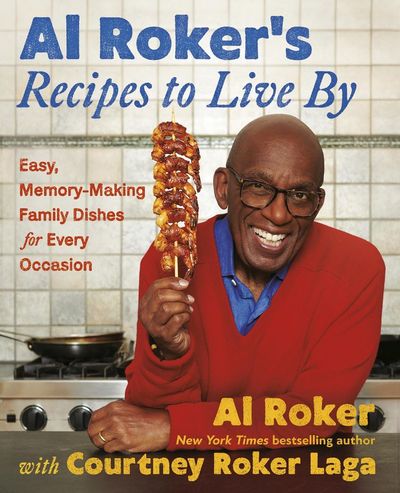 Al Roker's
Recipes to Live By
Easy,
Memory-Making
Family Dishes
for Every
Occasion
Al Roker
New York Times bestselling author
with Courtney Roker Laga